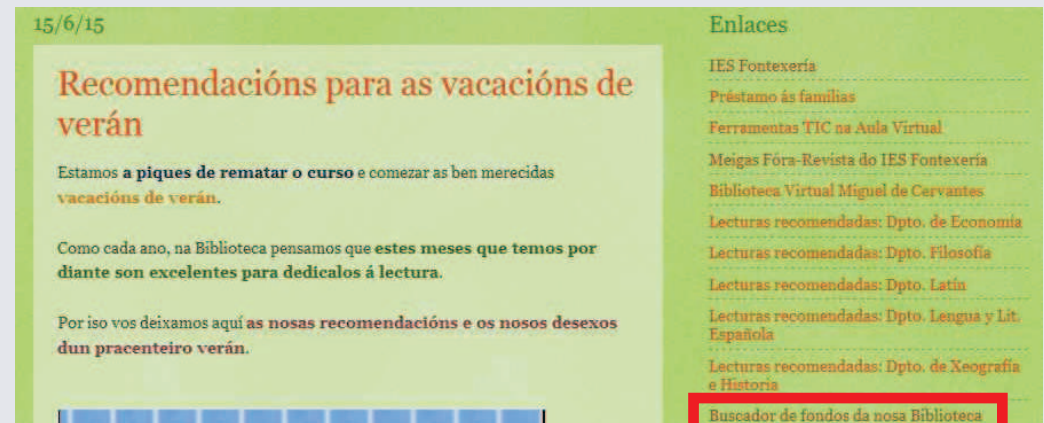 15/6/15
Recomendacións para as vacacións de
verán
Estamos a piques de rematar o curso e comezar as ben merecidas
vacacións de verán.
Como cada ano, na Biblioteca pensamos que estes meses que temos por
diante son excelentes para dedicalos á lectura.
Por iso vos deixamos aquí as nosas recomendacións e os nosos desexos
dun pracenteiro verán.
Enlaces
IES Fontexería
Préstamo ás familias
Ferramentas TIC na Aula Virtual
Meigas Fóra-Revista do IES Fontexería
Biblioteca Virtual Miguel de Cervantes
Lecturas recomendadas: Dpto. de Economía
Lecturas recomendadas: Dpto. Filosofía
Lecturas recomendadas: Dpto. Latín
Lecturas recomendadas: Dpto. Lengua y Lit.
Española
Lecturas recomendadas: Dpto. de Xeografía
e Historia
Buscador de fondos da nosa Biblioteca